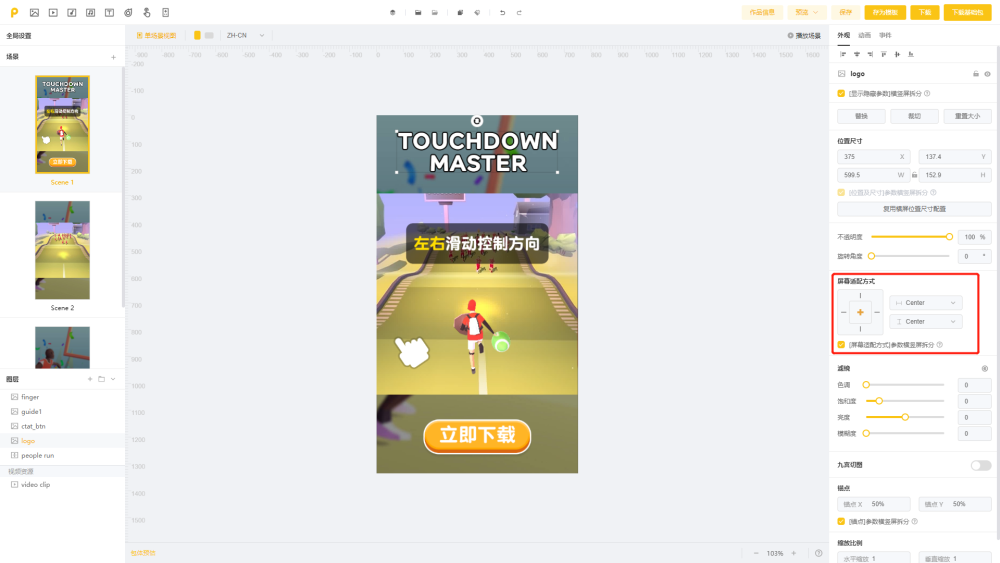 作品信息
预览
保存
存为模板
下载
下载基础包
全局设置
单场景视图
ZH-CN
播放场景
外观
动画
事件
场景
-900 -800 -700 -600 -500 -400 -300 -200 -100 0 100 200 300 400 500 600 700 800 900 1000 1100 1200 1300 1400 1500 1600
-200
-100
0
100
200
300
400
500
600
700
800
900
1000
1100
1200
1300
1400
1500
TOUCHDOWN
MASTER
左右滑动控制方向
立即下载
Scene 1
Scene 2
图层
finger
guide1
ctat_btn
logo
people run
视频资源
video clip
TOUCHDOWN
MASTER
左右滑动控制方向
立即下载
103%
logo
[显示隐藏参数]横竖屏拆分
替换
裁切
重置大小
位置尺寸
375 X
137.4 Y
599.5 W
152.9 H
[位置及尺寸]参数横竖屏拆分
复用横屏位置尺寸配置
不透明度
100 %
旋转角度
0 °
屏幕适配方式
Center
Center
[屏幕适配方式]参数横竖屏拆分
滤镜
色调
0
饱和度
0
亮度
0
模糊度
0
九宫切图
锚点
锚点 X 50%
锚点 Y 50%
[锚点]参数横竖屏拆分
缩放比例
水平缩放 1
垂直缩放 1